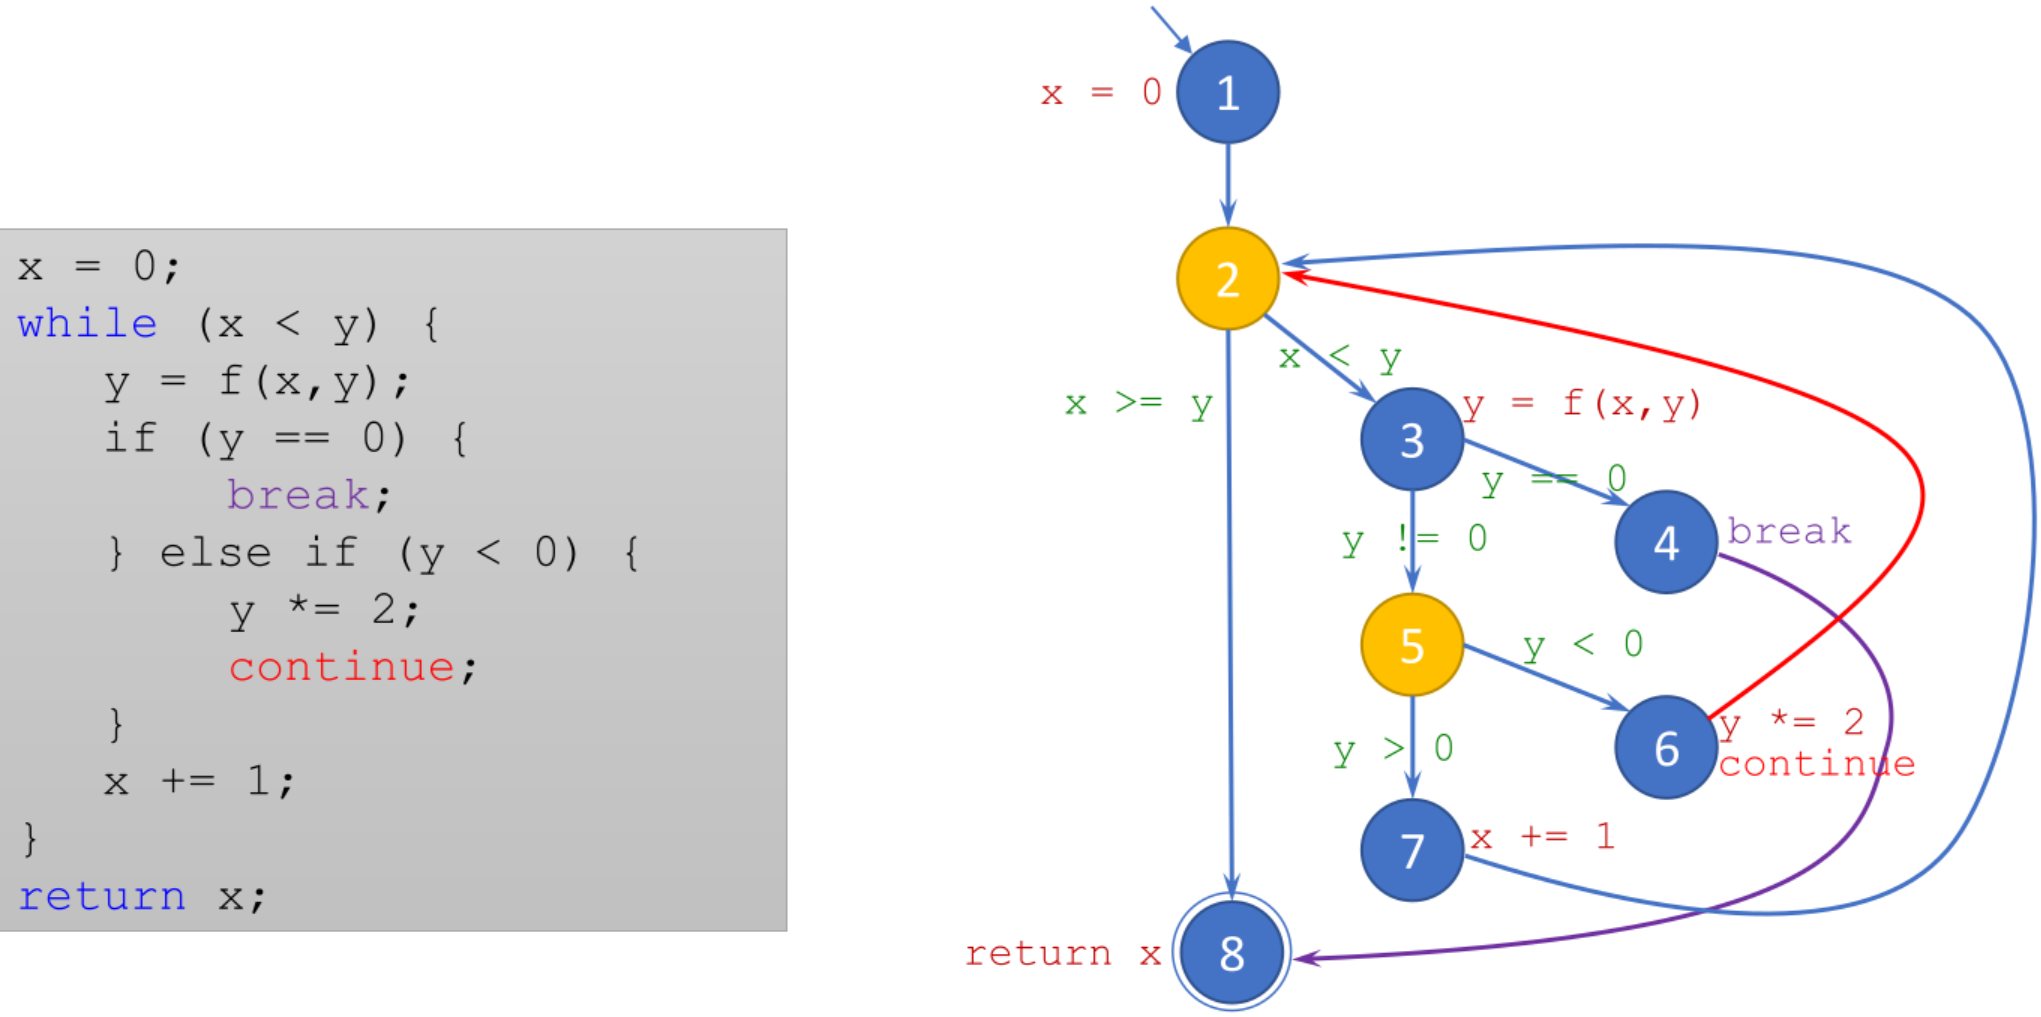 x = 0;
while (x < y) {
y = f(x,y);
if (y == 0) {
break;
} else if (y < 0) {
y *= 2;
continue;
}
x += 1;
}
return x;
x = 0
1
2
x < y
x >= y
3
y = f(x,y)
y == 0
y != 0
4
break
5
y < 0
y > 0
6
y *= 2
continue
7
x += 1
return x
8